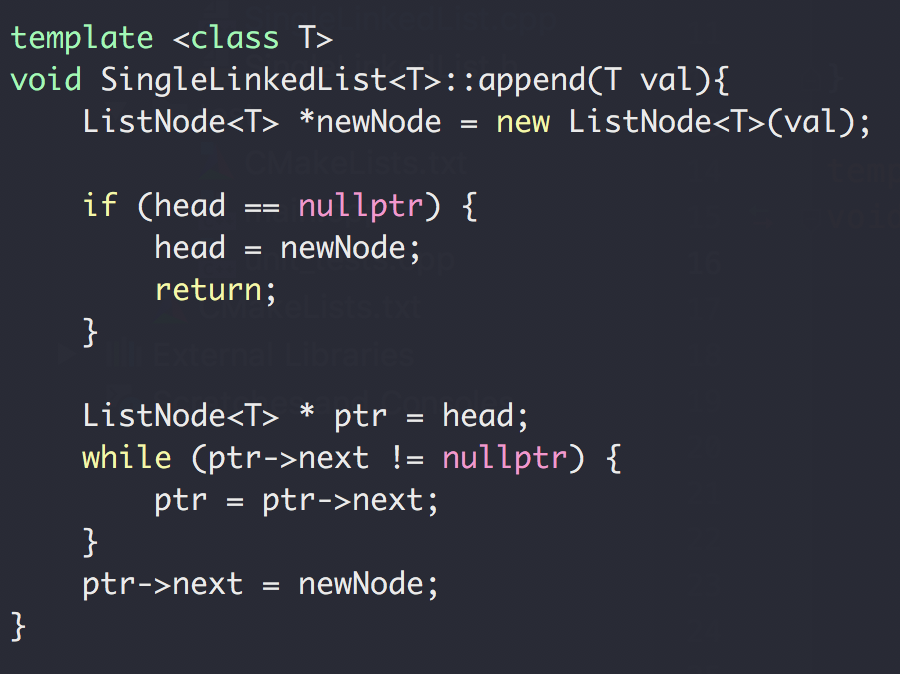 template <class T>
void SingleLinkedList<T>::append(T val){
    ListNode<T> *newNode = new ListNode<T>(val);

    if (head == nullptr) {
        head = newNode;
        return;
    }

    ListNode<T> * ptr = head;
    while (ptr->next != nullptr) {
        ptr = ptr->next;
    }
    ptr->next = newNode;
}